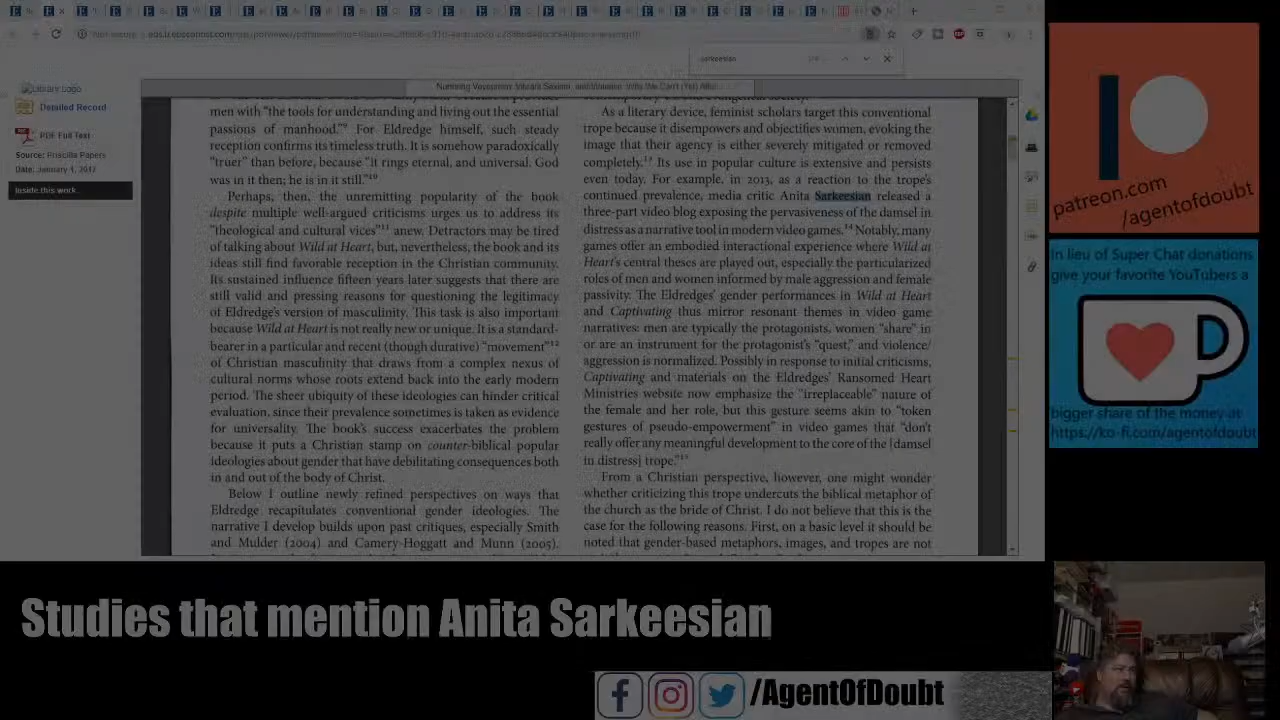 sarkeesian
Library Logo
Detailed Record
PDF Full Text
Source: Priscilla Papers
Date: January 1, 2017
Inside this work...
men with “the tools for understanding and living out the essential
passions of manhood.”9 For Eldredge himself, such steady
reception confirms its timeless truth. It is somehow paradoxically
“truer” than before, because “it rings eternal, and universal. God
was in it then; he is in it still.”10
Perhaps, then, the unremitting popularity of the book
despite multiple well-argued criticisms urges us to address its
“theological and cultural vices”11 anew. Detractors may be tired
of talking about Wild at Heart, but, nevertheless, the book and its
ideas still find favorable reception in the Christian community.
Its sustained influence fifteen years later suggests that there are
still valid and pressing reasons for questioning the legitimacy
of Eldredge’s version of masculinity. This task is also important
because Wild at Heart is not really new or unique. It is a standard-
bearer in a particular and recent (though durative) “movement”12
of Christian masculinity that draws from a complex nexus of
cultural norms whose roots extend back into the early modern
period. The sheer ubiquity of these ideologies can hinder critical
evaluation, since their prevalence sometimes is taken as evidence
for universality. The book’s success exacerbates the problem
because it puts a Christian stamp on counter-biblical popular
ideologies about gender that have debilitating consequences both
in and out of the body of Christ.
Below I outline newly refined perspectives on ways that
Eldredge recapitulates conventional gender ideologies. The
narrative I develop builds upon past critiques, especially Smith
and Mulder (2004) and Camery-Hoggatt and Munn (2005).
As a literary device, feminist scholars target this conventional
trope because it disempowers and objectifies women, evoking the
image that their agency is either severely mitigated or removed
completely.13 Its use in popular culture is extensive and persists
even today. For example, in 2013, as a reaction to the trope’s
continued prevalence, media critic Anita Sarkeesian released a
three-part video blog exposing the pervasiveness of the damsel in
distress as a narrative tool in modern video games.14 Notably, many
games offer an embodied interactional experience where Wild at
Heart’s central theses are played out, especially the particularized
roles of men and women informed by male aggression and female
passivity. The Eldredges’ gender performances in Wild at Heart
and Captivating thus mirror resonant themes in video game
narratives: men are typically the protagonists, women “share” in
or are an instrument for the protagonist’s “quest,” and violence/
aggression is normalized. Possibly in response to initial criticisms,
Captivating and materials on the Eldredges’ Ransomed Heart
Ministries website now emphasize the “irreplaceable” nature of
the female and her role, but this gesture seems akin to “token
gestures of pseudo-empowerment” in video games that “don’t
really offer any meaningful development to the core of the [damsel
in distress] trope.”15
From a Christian perspective, however, one might wonder
whether criticizing this trope undercuts the biblical metaphor of
the church as the bride of Christ. I do not believe that this is the
case for the following reasons. First, on a basic level it should be
noted that gender-based metaphors, images, and tropes are not
patreon.com
/agentofdoubt
In lieu of Super Chat donations
give your favorite YouTubers a
bigger share of the money at
https://ko-fi.com/agentofdoubt
Studies that mention Anita Sarkeesian
/AgentOfDoubt